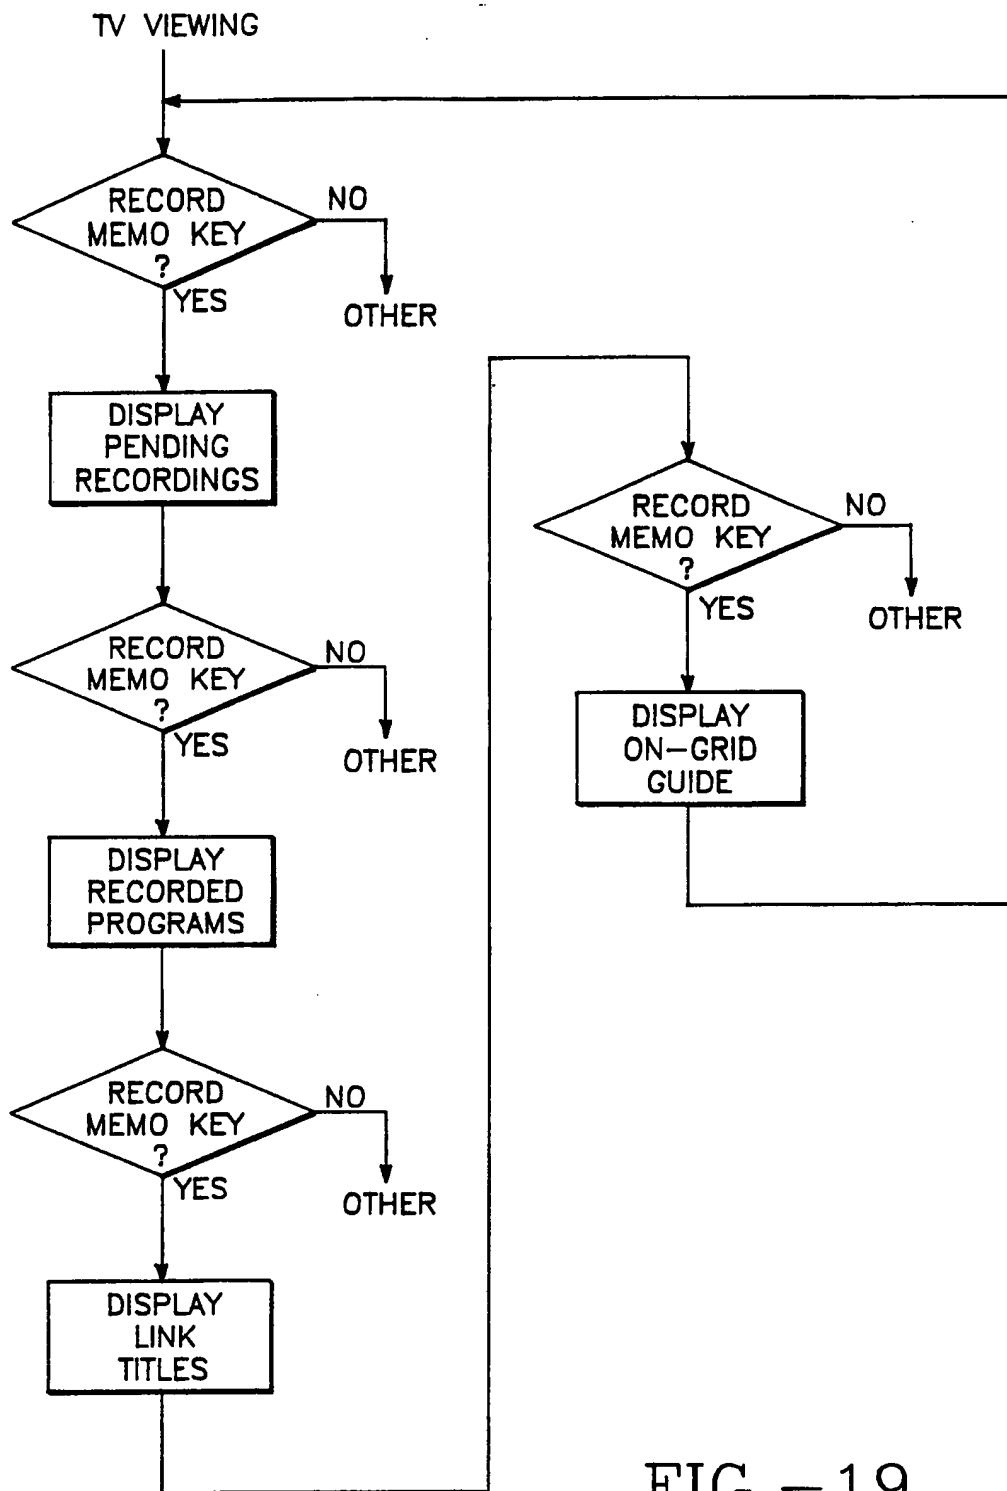 TV VIEWING
RECORD
MEMO KEY
?
NO
YES
OTHER
DISPLAY
PENDING
RECORDINGS
RECORD
MEMO KEY
?
NO
YES
OTHER
DISPLAY
RECORDED
PROGRAMS
RECORD
MEMO KEY
?
NO
YES
OTHER
DISPLAY
LINK
TITLES
RECORD
MEMO KEY
?
NO
YES
OTHER
DISPLAY
ON-GRID
GUIDE
FIG.-19